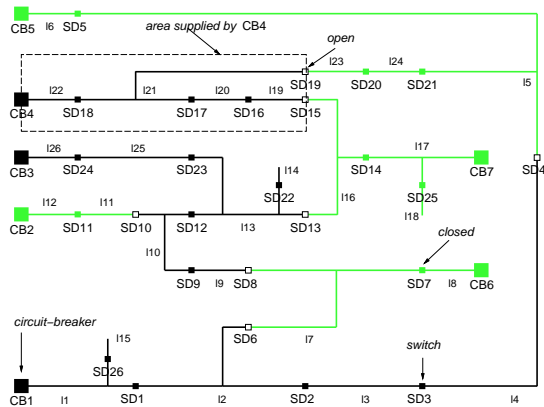 CB5
l6
SD5
area supplied by CB4
open
l23
l24
l5
SD19
SD20
SD21
l22
l21
l20
l19
CB4
SD18
SD17
SD16
SD15
l26
l25
l17
CB3
SD24
SD23
l14
SD14
CB7
SD4
SD22
SD25
l12
l11
l16
l18
CB2
SD11
SD10
SD12
l13
SD13
l10
closed
SD9
l9
SD8
SD7
l8
CB6
circuit−breaker
SD6
l7
l15
switch
SD26
CB1
l1
SD1
l2
SD2
l3
SD3
l4